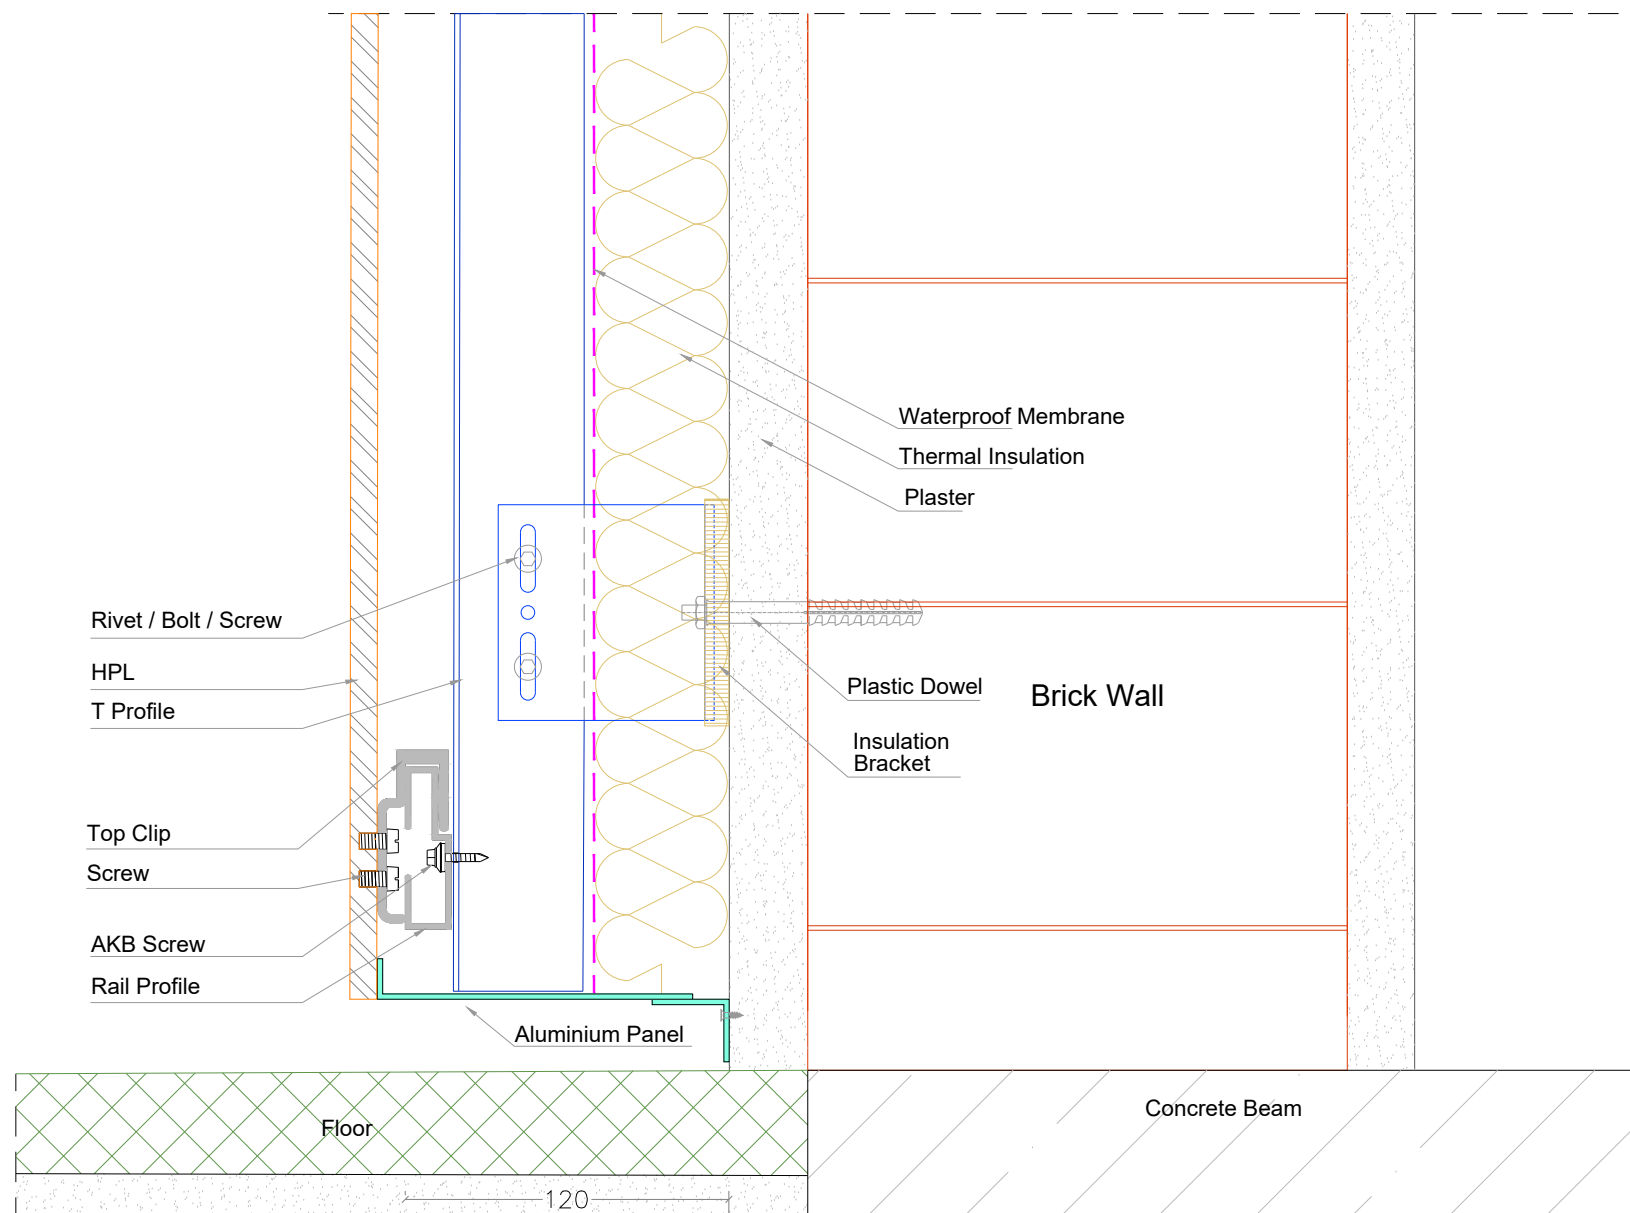 Waterproof Membrane
Thermal Insulation
Plaster
Rivet / Bolt / Screw
HPL
T Profile
Plastic Dowel
Brick Wall
Insulation
Bracket
Top Clip
Screw
AKB Screw
Rail Profile
Aluminium Panel
Concrete Beam
Floor
120